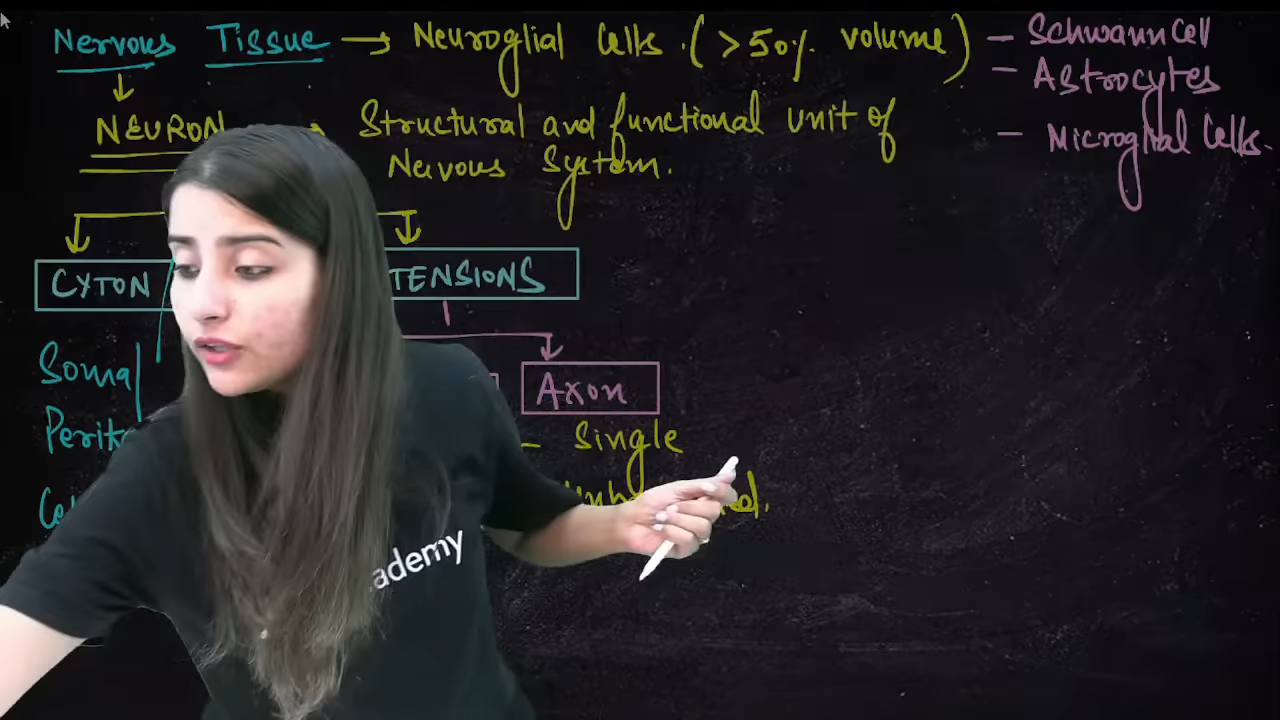 Nervous Tissue → Neuroglial Cells. (>50% volume)
- Schwann Cell
- Astrocytes
- Microglial Cells.
NEURON
Structural and functional unit of
Nervous System.
CYTON
TENSIONS
Soma/
Axon
- Single
ademy